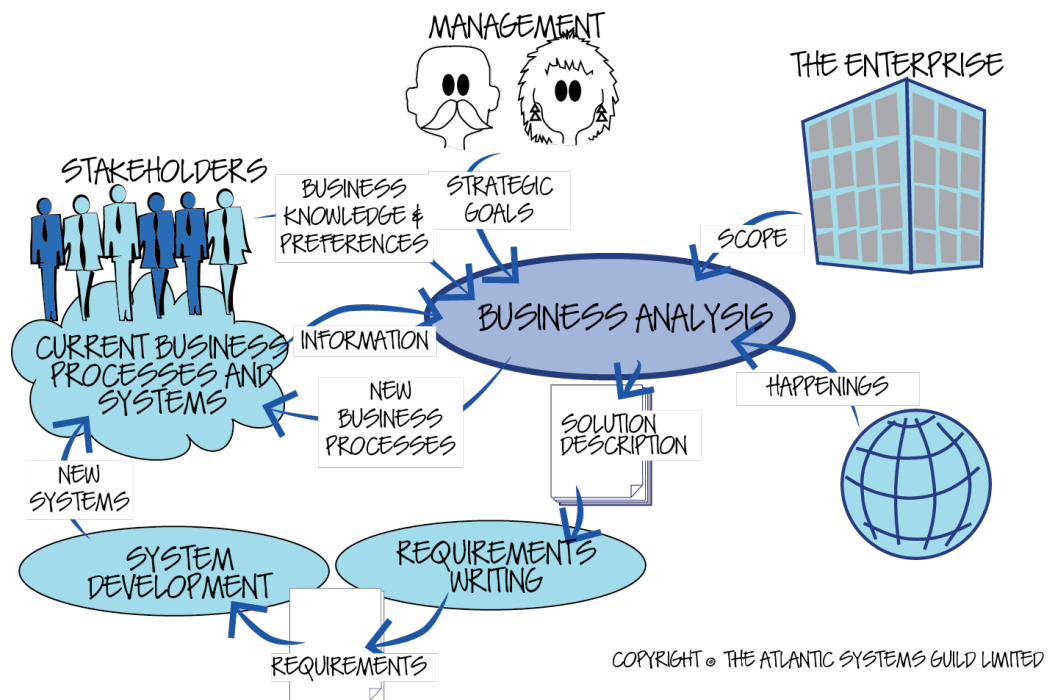 MANAGEMENT
THE ENTERPRISE
STAKEHOLDERS
BUSINESS
KNOWLEDGE &
PREFERENCES
STRATEGIC
GOALS
SCOPE
BUSINESS ANALYSIS
INFORMATION
CURRENT BUSINESS
PROCESSES AND
SYSTEMS
NEW
BUSINESS
PROCESSES
HAPPENINGS
SOLUTION
DESCRIPTION
NEW
SYSTEMS
SYSTEM
DEVELOPMENT
REQUIREMENTS
WRITING
REQUIREMENTS
COPYRIGHT © THE ATLANTIC SYSTEMS GUILD LIMITED